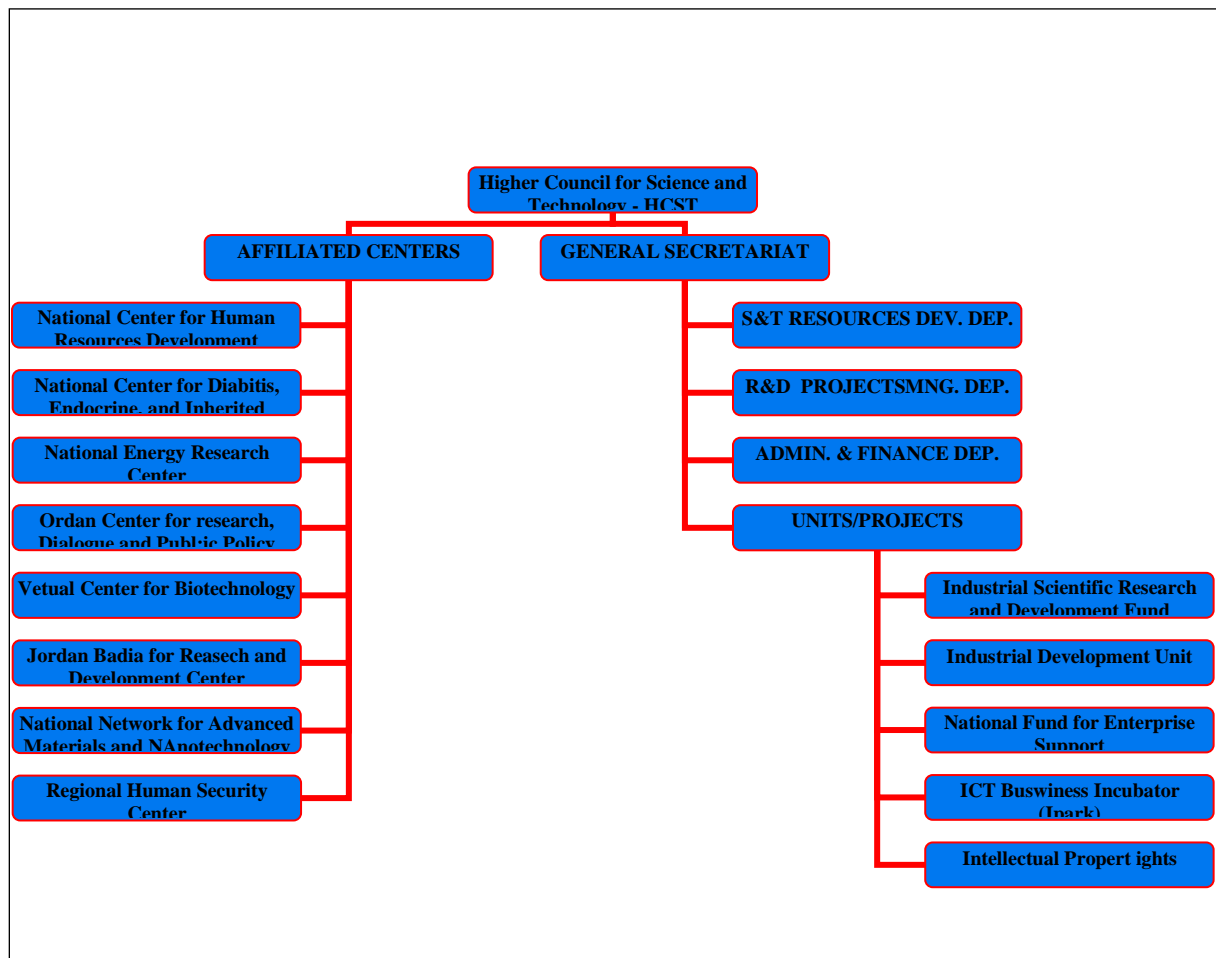 Higher Council for Science and
Technology - HCST
AFFILIATED CENTERS
GENERAL SECRETARIAT
National Center for Human
Resources Development
National Center for Diabitis,
Endocrine, and Inherited
National Energy Research
Center
Ordan Center for research,
Dialogue and Publ;ic Policy
Vetual Center for Biotechnology
Jordan Badia for Reasech and
Development Center
National Network for Advanced
Materials and NAnotechnology
Regional Human Security
Center
S&T RESOURCES DEV. DEP.
R&D PROJECTSMNG. DEP.
ADMIN. & FINANCE DEP.
UNITS/PROJECTS
Industrial Scientific Research
and Development Fund
Industrial Development Unit
National Fund for Enterprise
Support
ICT Buswiness Incubator
(Ipark)
Intellectual Propert ights